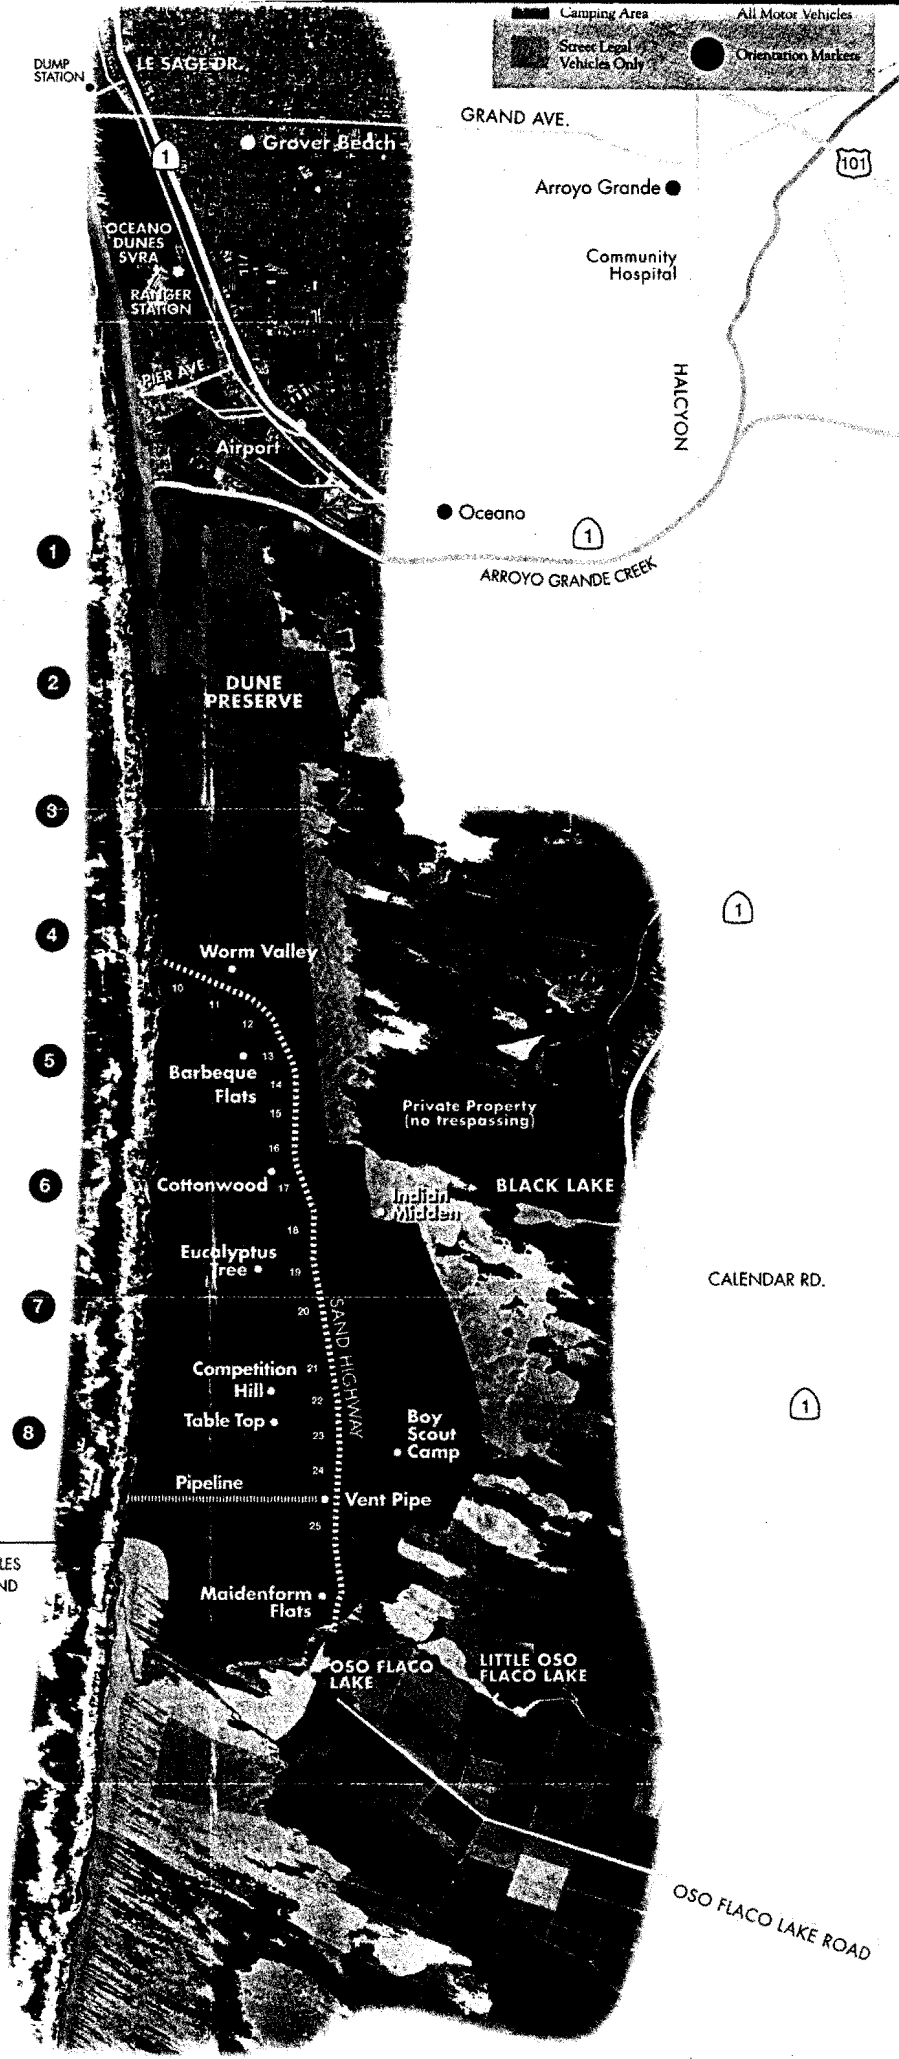 Camping Area
All Motor Vehicles
Street Legal
Vehicles Only
Orientation Markers
DUMP
STATION
LE SAGE DR.
GRAND AVE.
1
Grover Beach
101
Arroyo Grande
OCEANO
DUNES
SVRA
Community
Hospital
RANGER
STATION
PIER AVE.
HALCYON
Airport
Oceano
1
1
ARROYO GRANDE CREEK
2
DUNE
PRESERVE
3
1
4
Worm Valley
10
11
12
5
13
Barbeque
Flats
14
15
Private Property
(no trespassing)
16
6
Cottonwood
17
BLACK LAKE
Indian
Midden
18
Eucalyptus
Tree
19
CALENDAR RD.
7
20
SAND HIGHWAY
Competition
Hill
21
22
1
Table Top
23
8
Boy
Scout
Camp
24
Pipeline
Vent Pipe
25
LES
ND
Maidenform
Flats
OSO FLACO
LAKE
LITTLE OSO
FLACO LAKE
OSO FLACO LAKE ROAD